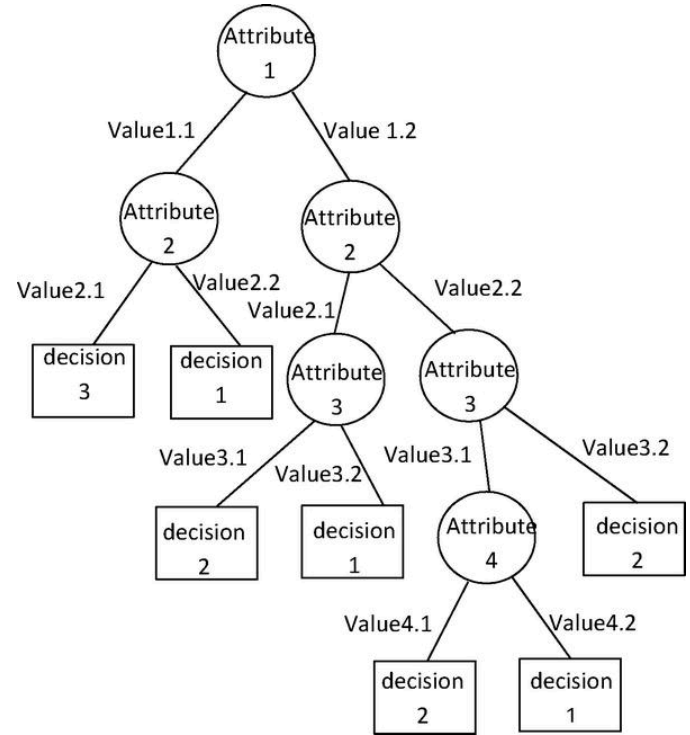 Attribute
1
Value1.1
Value 1.2
Attribute
2
Attribute
2
Value2.1
Value2.2
Value2.1
Value2.2
decision
3
decision
1
Attribute
3
Attribute
3
Value3.1
Value3.2
Value3.1
Value3.2
decision
2
decision
1
Attribute
4
decision
2
Value4.1
Value4.2
decision
2
decision
1